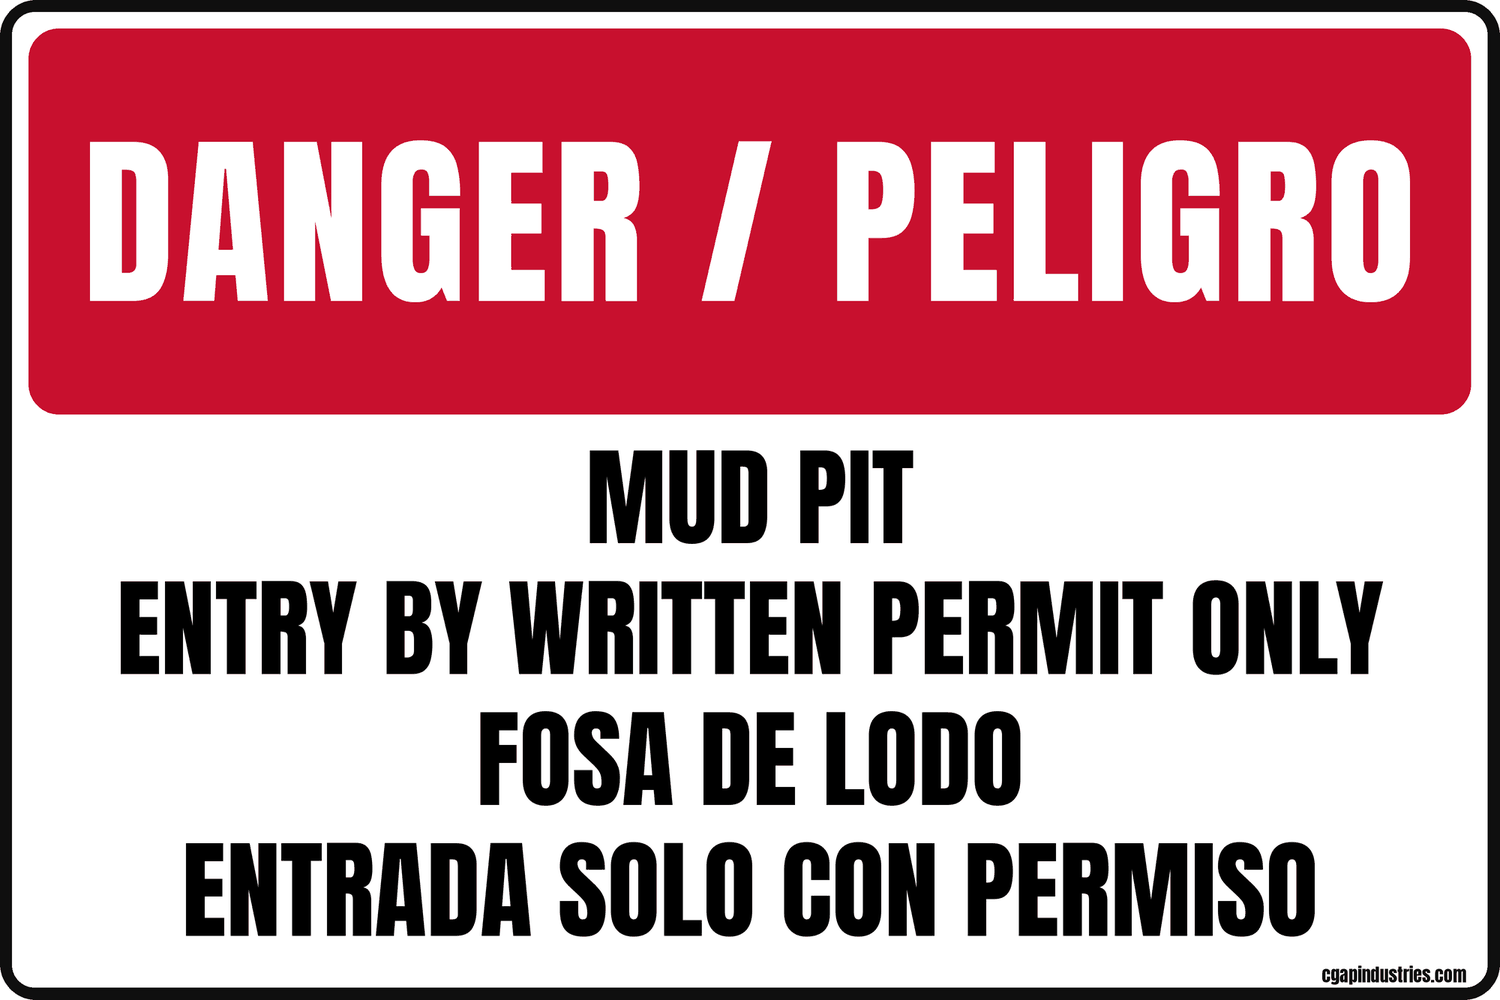 DANGER / PELIGRO
MUD PIT
ENTRY BY WRITTEN PERMIT ONLY
FOSA DE LODO
ENTRADA SOLO CON PERMISO
cgapindustries.com